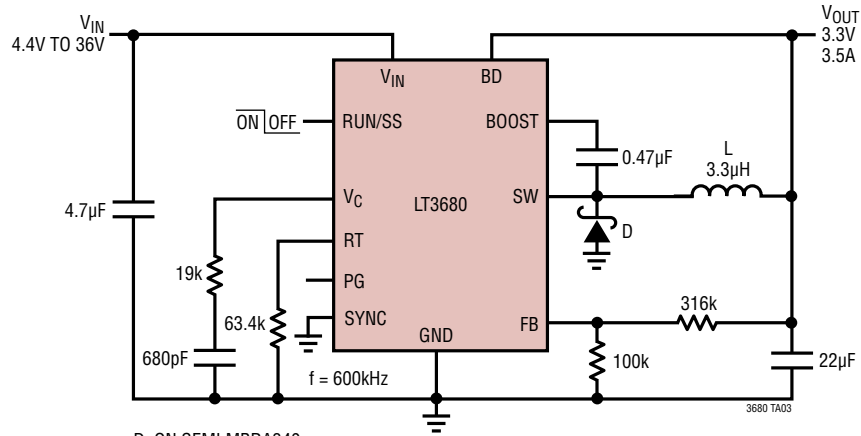 VIN
4.4V TO 36V
VOUT
3.3V
3.5A
VIN
BD
ON OFF
RUN/SS
BOOST
0.47µF
L
3.3µH
4.7µF
VC
LT3680
SW
D
RT
19k
PG
63.4k
SYNC
GND
FB
316k
680pF
f = 600kHz
100k
22µF
3680 TA03